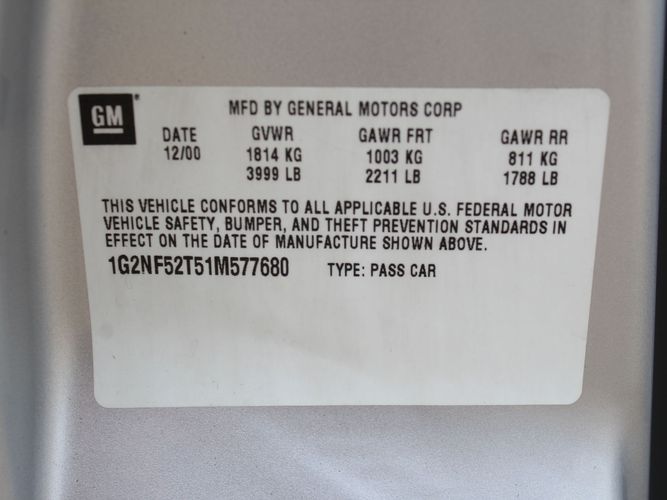 GM
MFD BY GENERAL MOTORS CORP
DATE GVWR GAWR FRT GAWR RR
12/00 1814 KG 1003 KG 811 KG
3999 LB 2211 LB 1788 LB
THIS VEHICLE CONFORMS TO ALL APPLICABLE U.S. FEDERAL MOTOR
VEHICLE SAFETY, BUMPER, AND THEFT PREVENTION STANDARDS IN
EFFECT ON THE DATE OF MANUFACTURE SHOWN ABOVE.
1G2NF52T51M577680 TYPE: PASS CAR